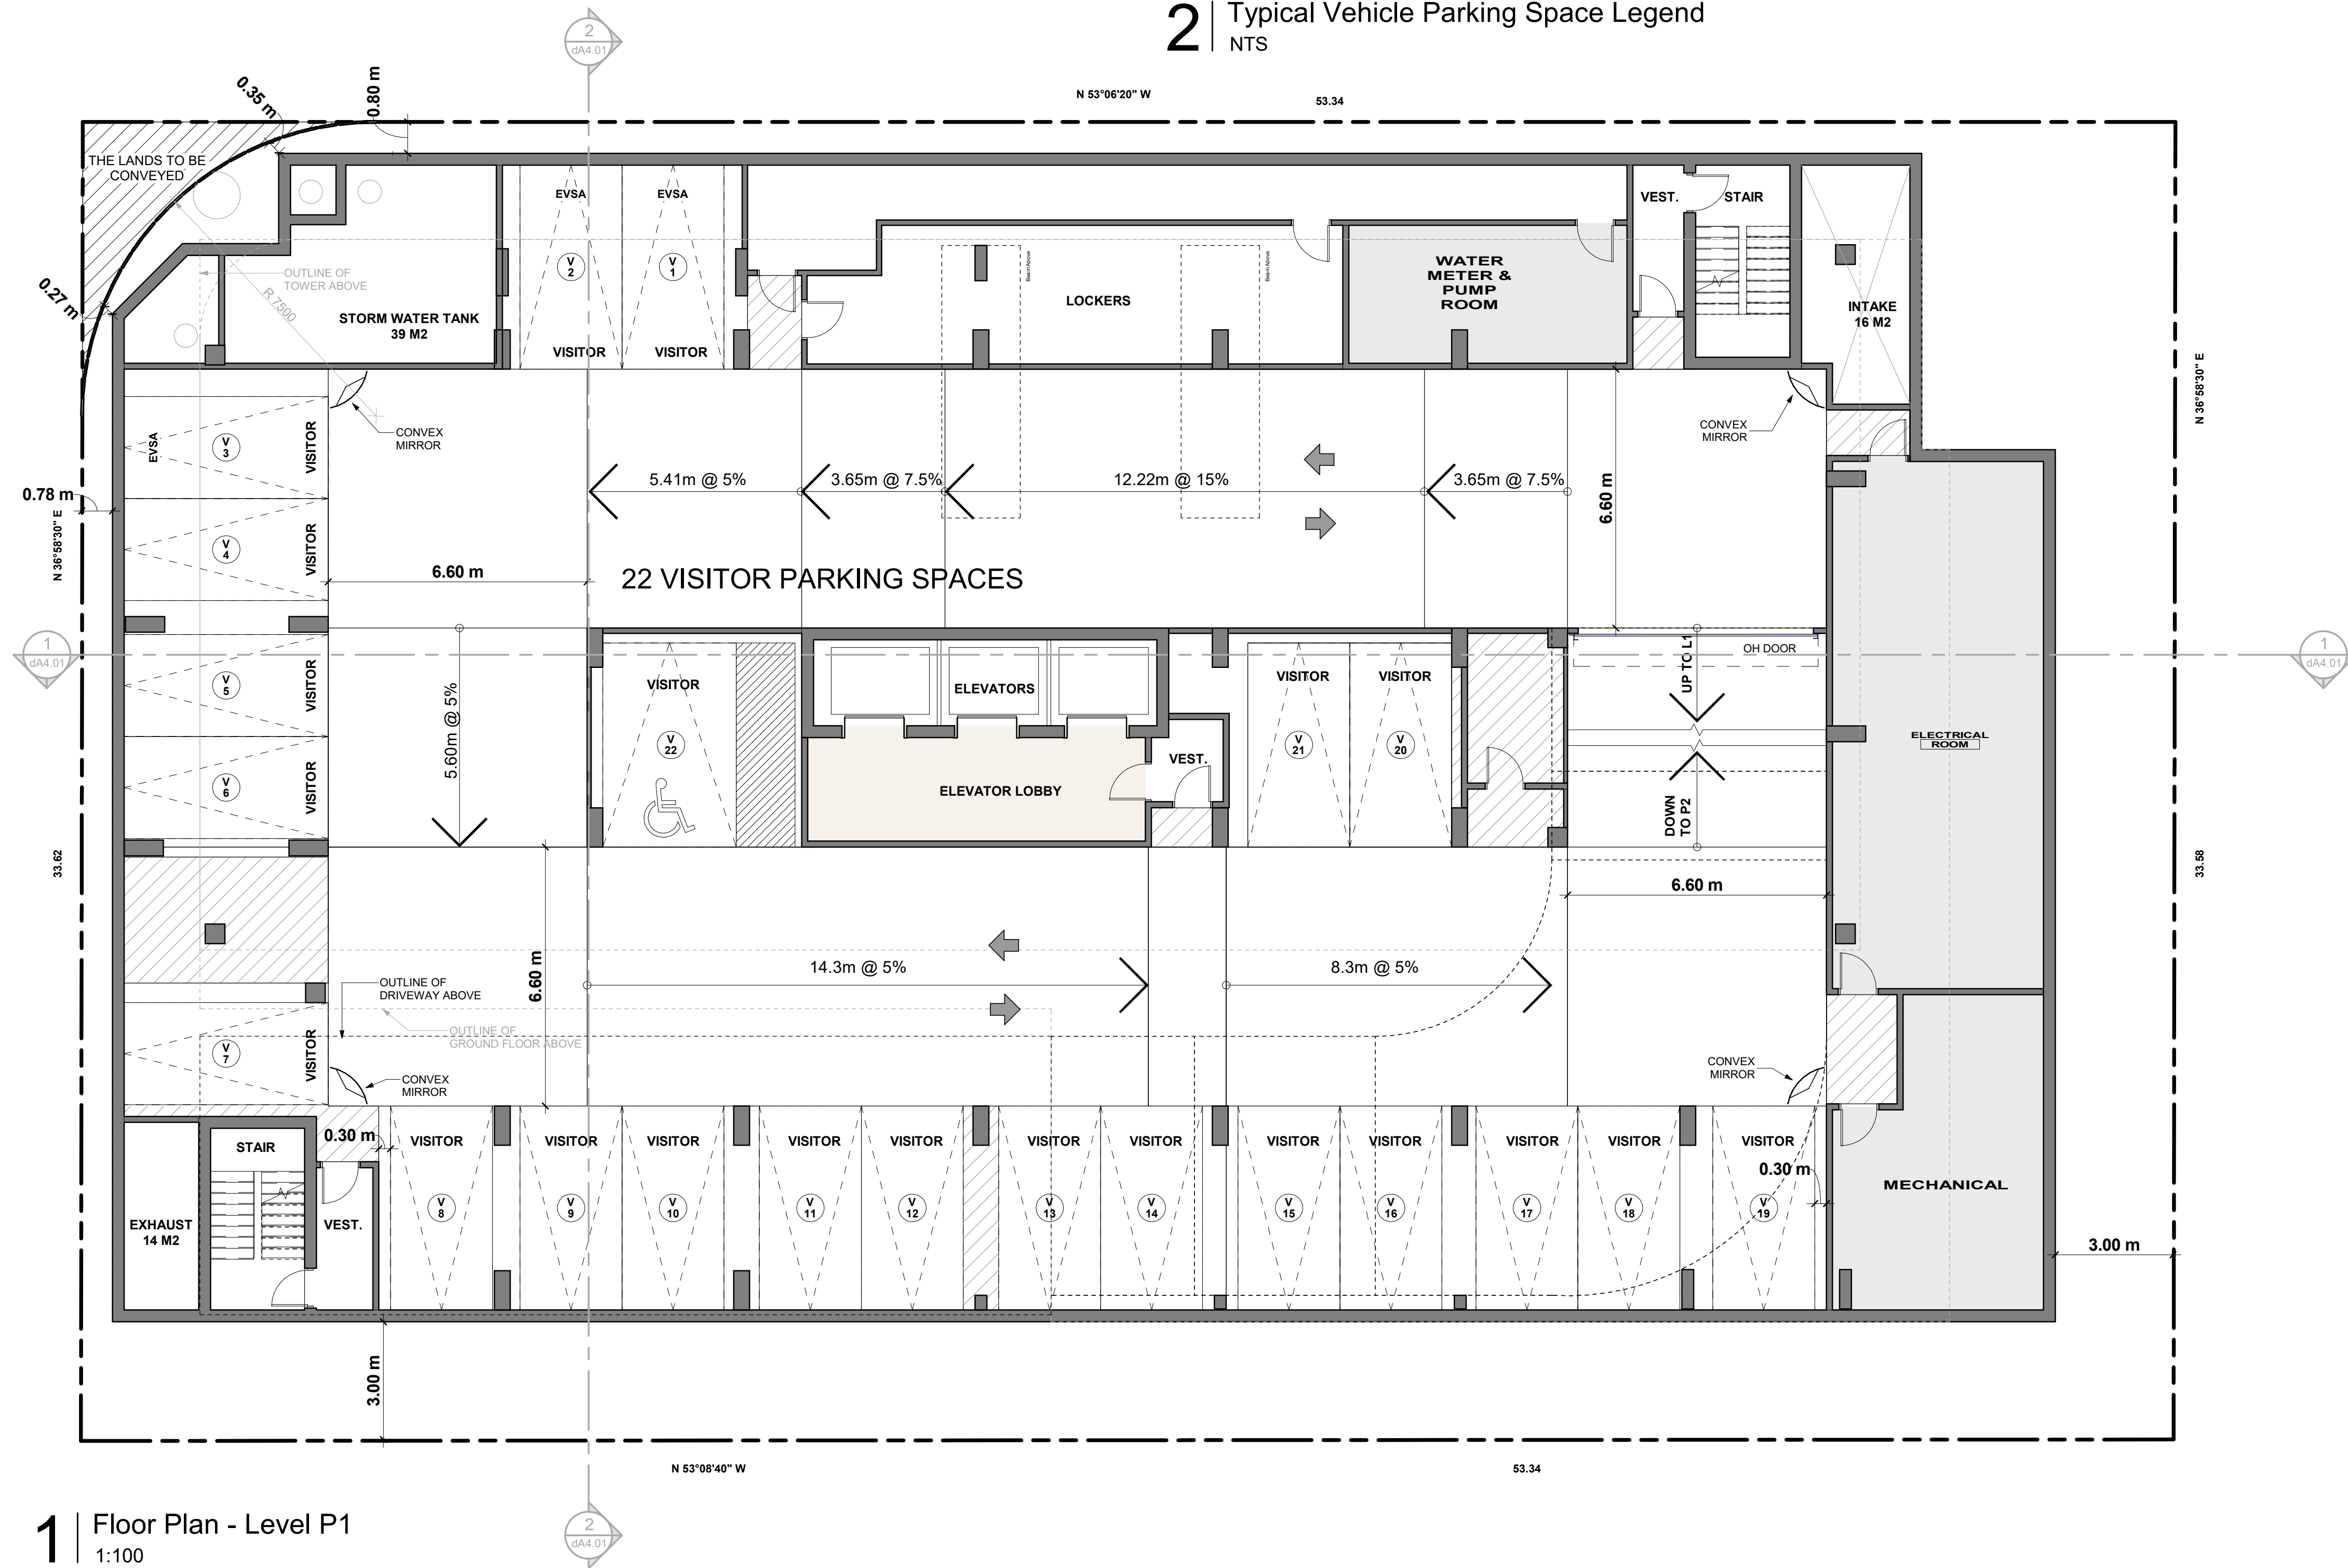 2
dA4.01
2
Typical Vehicle Parking Space Legend
NTS
N 53°06'20" W
53.34
0.35 m
0.80 m
THE LANDS TO BE
CONVEYED
EVSA
EVSA
VEST.
STAIR
OUTLINE OF
TOWER ABOVE
V
2
V
1
Beam Above
Beam Above
WATER
METER &
PUMP
ROOM
0.27 m
R 7500
STORM WATER TANK
39 M2
LOCKERS
INTAKE
16 M2
VISITOR
VISITOR
N 36°58'30" E
EVSA
V
3
VISITOR
CONVEX
MIRROR
CONVEX
MIRROR
0.78 m
5.41m @ 5%
3.65m @ 7.5%
12.22m @ 15%
3.65m @ 7.5%
6.60 m
N 36°58'30" E
V
4
VISITOR
6.60 m
22 VISITOR PARKING SPACES
1
dA4.01
V
5
VISITOR
5.60m @ 5%
VISITOR
ELEVATORS
VISITOR
VISITOR
UP TO L1
OH DOOR
1
dA4.01
V
22
V
21
V
20
ELECTRICAL
ROOM
VEST.
V
6
VISITOR
ELEVATOR LOBBY
DOWN
TO P2
33.62
33.58
6.60 m
6.60 m
14.3m @ 5%
8.3m @ 5%
OUTLINE OF
DRIVEWAY ABOVE
OUTLINE OF
GROUND FLOOR ABOVE
V
7
VISITOR
CONVEX
MIRROR
CONVEX
MIRROR
STAIR
0.30 m
VISITOR
VISITOR
VISITOR
VISITOR
VISITOR
VISITOR
VISITOR
VISITOR
VISITOR
VISITOR
VISITOR
VISITOR
0.30 m
MECHANICAL
EXHAUST
14 M2
VEST.
V
8
V
9
V
10
V
11
V
12
V
13
V
14
V
15
V
16
V
17
V
18
V
19
3.00 m
3.00 m
N 53°08'40" W
53.34
1
Floor Plan - Level P1
1:100
2
dA4.01